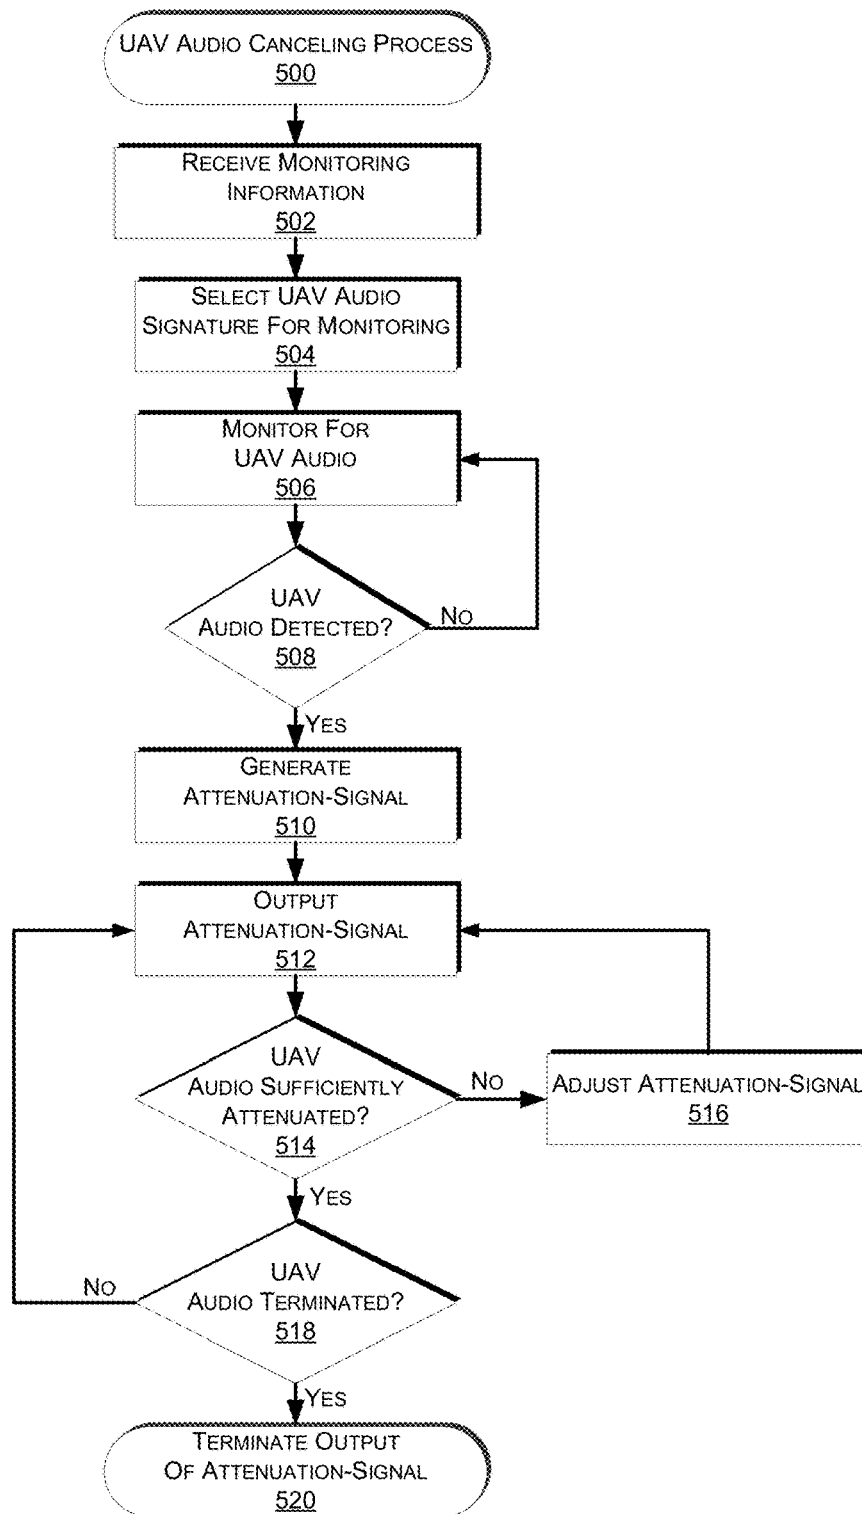 UAV AUDIO CANCELING PROCESS
500
RECEIVE MONITORING
INFORMATION
502
SELECT UAV AUDIO
SIGNATURE FOR MONITORING
504
MONITOR FOR
UAV AUDIO
506
UAV
AUDIO DETECTED?
508
NO
YES
GENERATE
ATTENUATION-SIGNAL
510
OUTPUT
ATTENUATION-SIGNAL
512
UAV
AUDIO SUFFICIENTLY
ATTENUATED?
514
NO
ADJUST ATTENUATION-SIGNAL
516
YES
UAV
AUDIO TERMINATED?
518
NO
YES
TERMINATE OUTPUT
OF ATTENUATION-SIGNAL
520